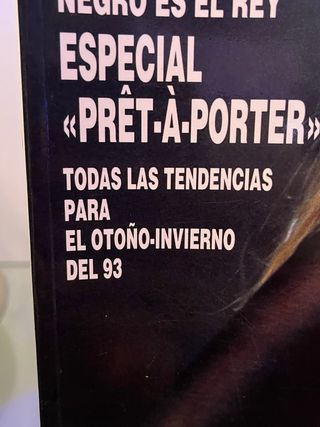 NEGRO ES EL REY
ESPECIAL
«PRÊT-À-PORTER»
TODAS LAS TENDENCIAS
PARA
EL OTOÑO-INVIERNO
DEL 93